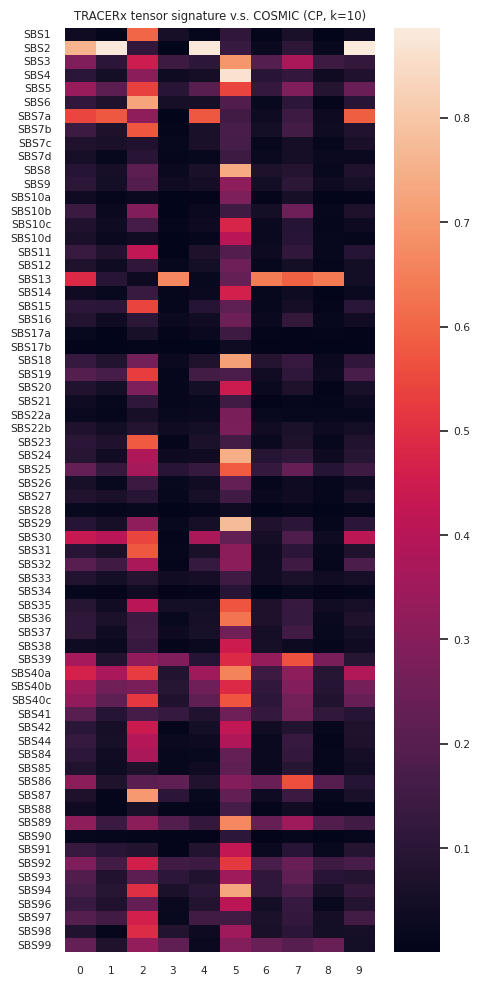 TRACERx tensor signature v.s. COSMIC (CP, k=10)
SBS1
SBS2
SBS3
SBS4
SBS5
SBS6
SBS7a
SBS7b
SBS7c
SBS7d
SBS8
SBS9
SBS10a
SBS10b
SBS10c
SBS10d
SBS11
SBS12
SBS13
SBS14
SBS15
SBS16
SBS17a
SBS17b
SBS18
SBS19
SBS20
SBS21
SBS22a
SBS22b
SBS23
SBS24
SBS25
SBS26
SBS27
SBS28
SBS29
SBS30
SBS31
SBS32
SBS33
SBS34
SBS35
SBS36
SBS37
SBS38
SBS39
SBS40a
SBS40b
SBS40c
SBS41
SBS42
SBS44
SBS84
SBS85
SBS86
SBS87
SBS88
SBS89
SBS90
SBS91
SBS92
SBS93
SBS94
SBS96
SBS97
SBS98
SBS99
0 1 2 3 4 5 6 7 8 9
0.8
0.7
0.6
0.5
0.4
0.3
0.2
0.1